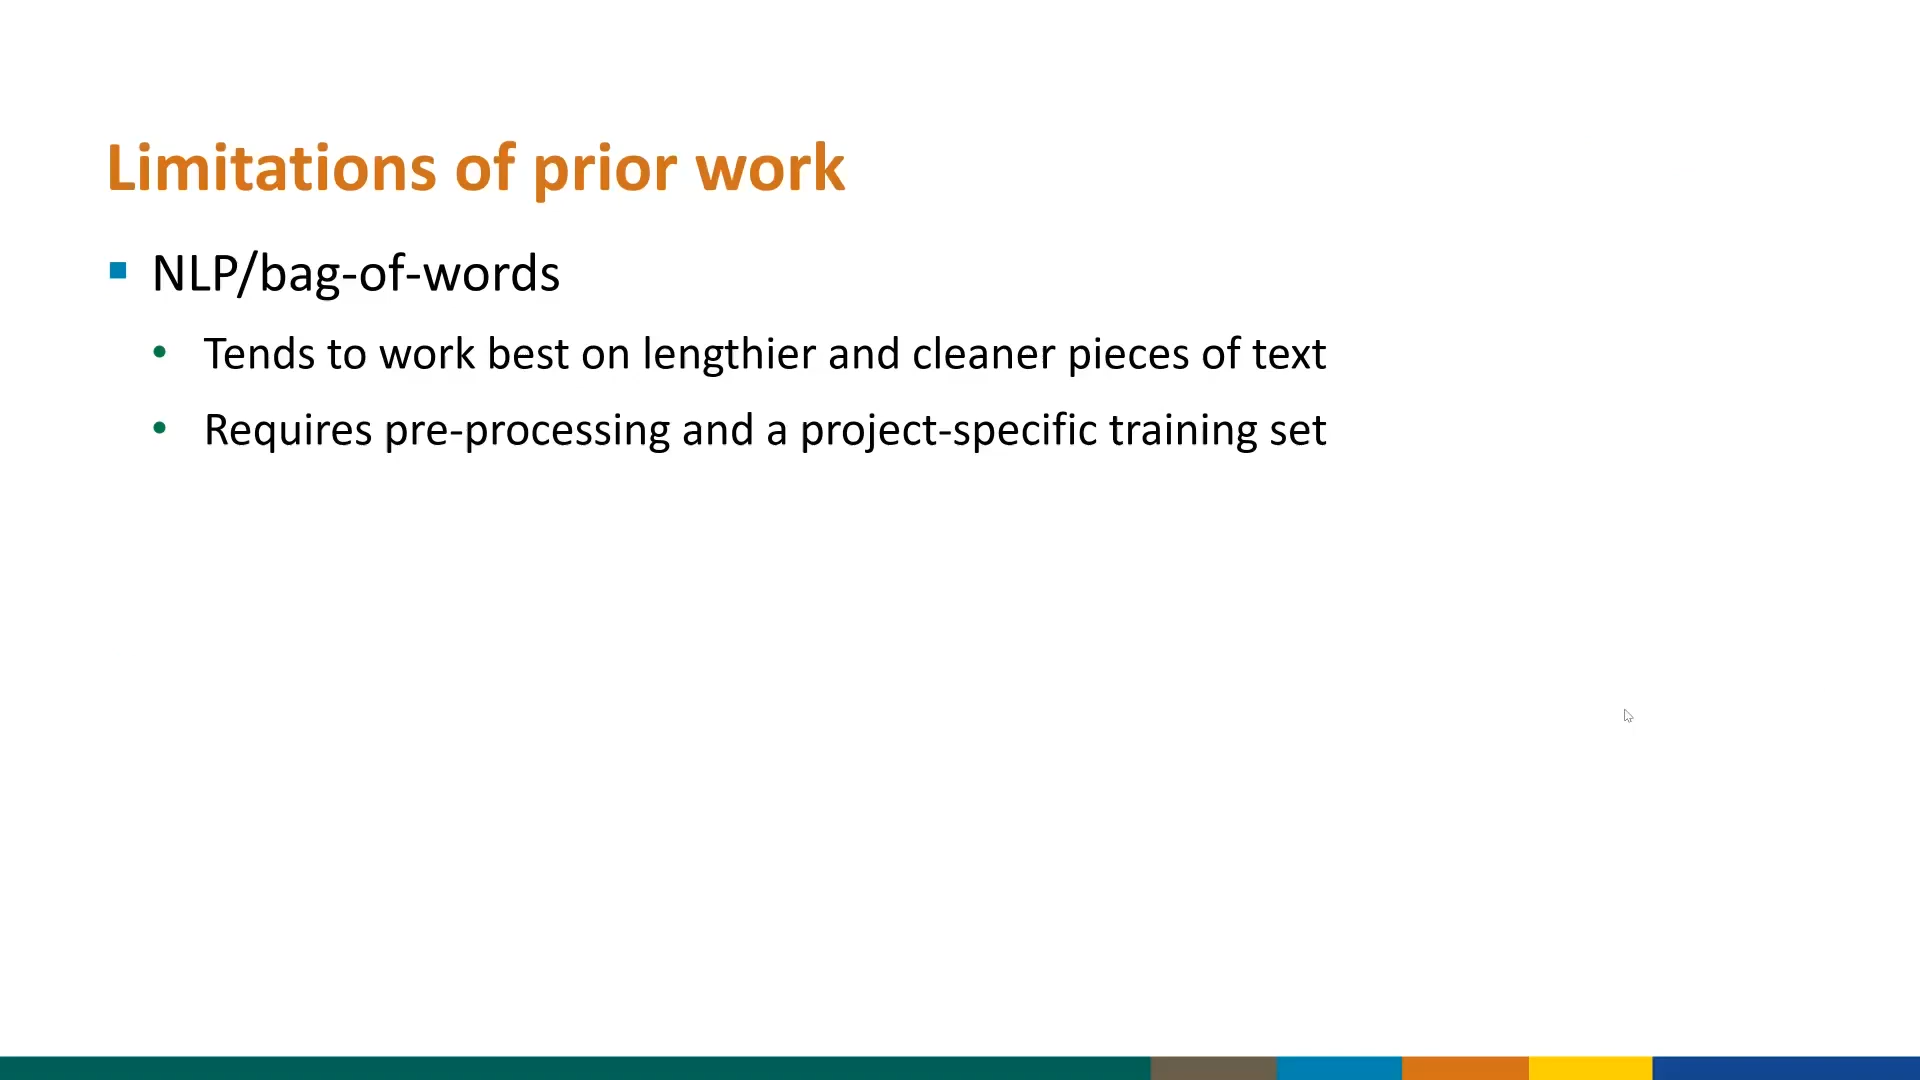 Limitations of prior work
NLP/bag-of-words
Tends to work best on lengthier and cleaner pieces of text
Requires pre-processing and a project-specific training set